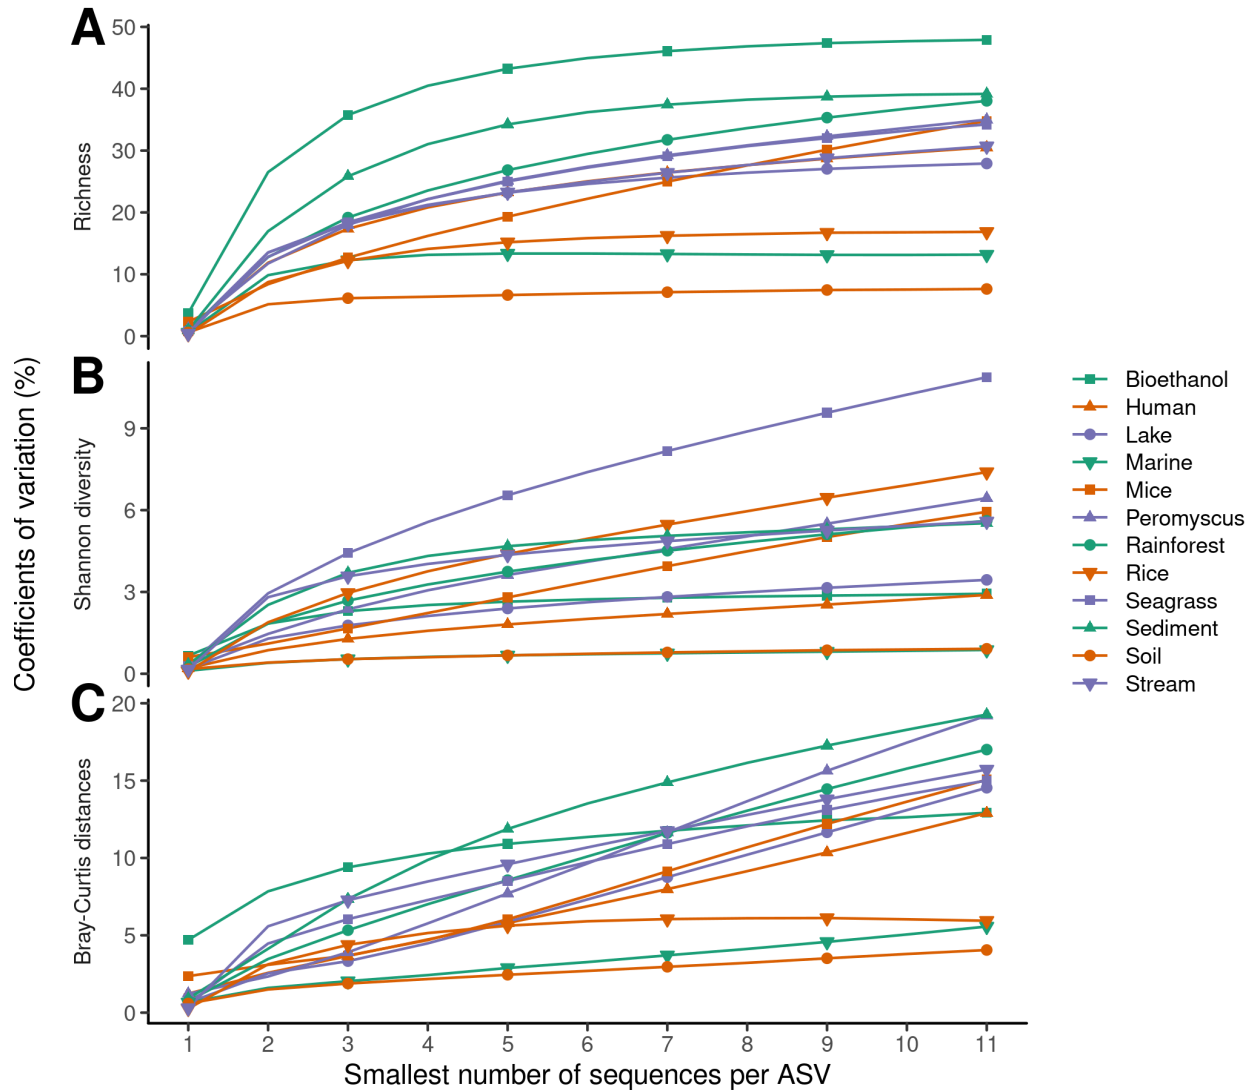 A
50
40
30
20
10
0
Richness
B
9
6
3
0
Shannon diversity
C
20
15
10
5
0
Bray-Curtis distances
Coefficients of variation (%)
1 2 3 4 5 6 7 8 9 10 11
Smallest number of sequences per ASV
Bioethanol
Human
Lake
Marine
Mice
Peromyscus
Rainforest
Rice
Seagrass
Sediment
Soil
Stream